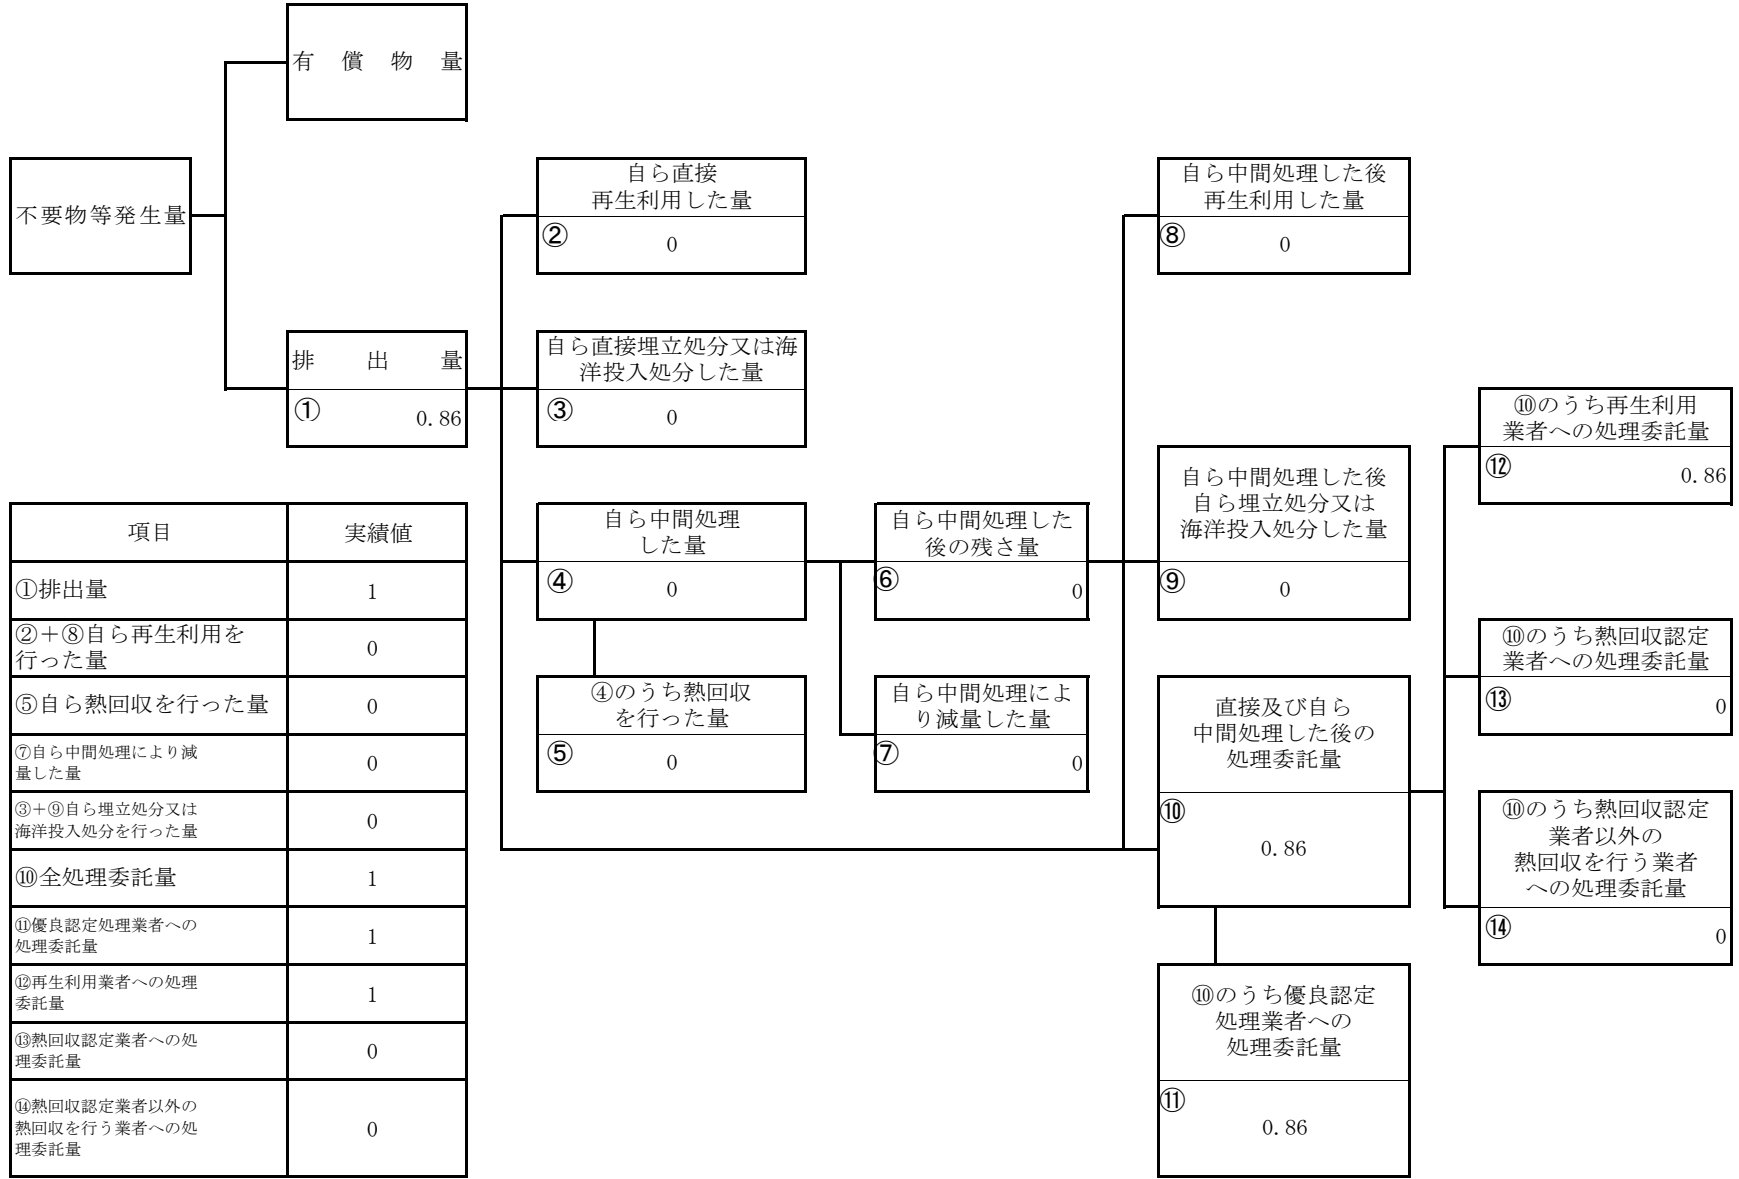 有償物量
不要物等発生量
排出量
① 0.86
自ら直接
再生利用した量
② 0
自ら直接埋立処分又は海
洋投入処分した量
③ 0
自ら中間処理
した量
④ 0
④のうち熱回収
を行った量
⑤ 0
自ら中間処理した
後の残さ量
⑥ 0
自ら中間処理によ
り減量した量
⑦ 0
自ら中間処理した後
再生利用した量
⑧ 0
自ら中間処理した後
自ら埋立処分又は
海洋投入処分した量
⑨ 0
直接及び自ら
中間処理した後の
処理委託量
⑩
0.86
⑩のうち優良認定
処理業者への
処理委託量
⑪
0.86
⑩のうち再生利用
業者への処理委託量
⑫ 0.86
⑩のうち熱回収認定
業者への処理委託量
⑬ 0
⑩のうち熱回収認定
業者以外の
熱回収を行う業者
への処理委託量
⑭ 0
項目 実績値
①排出量 1
②＋⑧自ら再生利用を
行った量 0
⑤自ら熱回収を行った量 0
⑦自ら中間処理により減
量した量 0
③＋⑨自ら埋立処分又は
海洋投入処分を行った量 0
⑩全処理委託量 1
⑪優良認定処理業者への
処理委託量 1
⑫再生利用業者への処理
委託量 1
⑬熱回収認定業者への処
理委託量 0
⑭熱回収認定業者以外の
熱回収を行う業者への処
理委託量 0